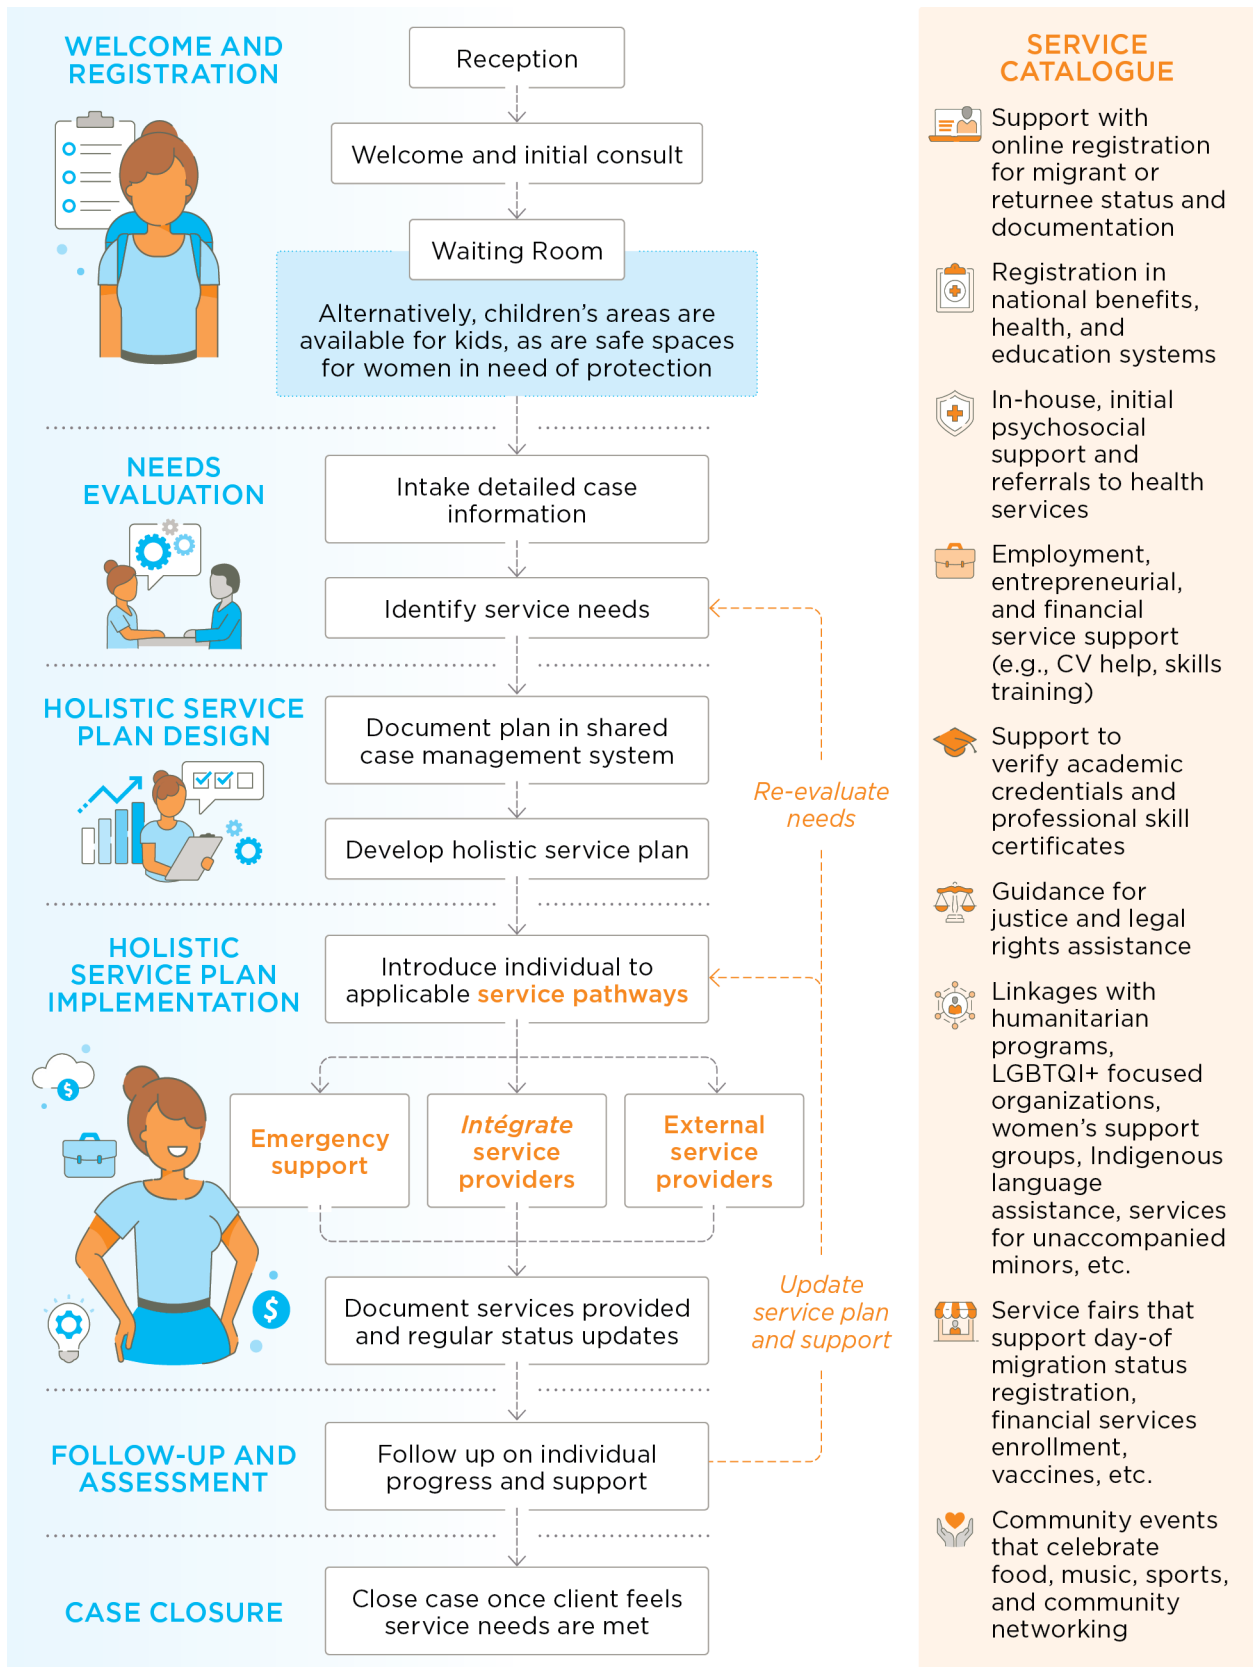 WELCOME AND
REGISTRATION
Reception
Welcome and initial consult
Waiting Room
Alternatively, children’s areas are
available for kids, as are safe spaces
for women in need of protection
NEEDS
EVALUATION
Intake detailed case
information
Identify service needs
HOLISTIC SERVICE
PLAN DESIGN
Document plan in shared
case management system
Develop holistic service plan
Re-evaluate
needs
HOLISTIC
SERVICE PLAN
IMPLEMENTATION
Introduce individual to
applicable service pathways
$
Emergency
support
Intégrate
service
providers
External
service
providers
$
Document services provided
and regular status updates
Update
service plan
and support
FOLLOW-UP AND
ASSESSMENT
Follow up on individual
progress and support
CASE CLOSURE
Close case once client feels
service needs are met
SERVICE
CATALOGUE
Support with
online registration
for migrant or
returnee status and
documentation
Registration in
national benefits,
health, and
education systems
In-house, initial
psychosocial
support and
referrals to health
services
Employment,
entrepreneurial,
and financial
service support
(e.g., CV help, skills
training)
Support to
verify academic
credentials and
professional skill
certificates
Guidance for
justice and legal
rights assistance
Linkages with
humanitarian
programs,
LGBTQI+ focused
organizations,
women’s support
groups, Indigenous
language
assistance, services
for unaccompanied
minors, etc.
Service fairs that
support day-of
migration status
registration,
financial services
enrollment,
vaccines, etc.
Community events
that celebrate
food, music, sports,
and community
networking